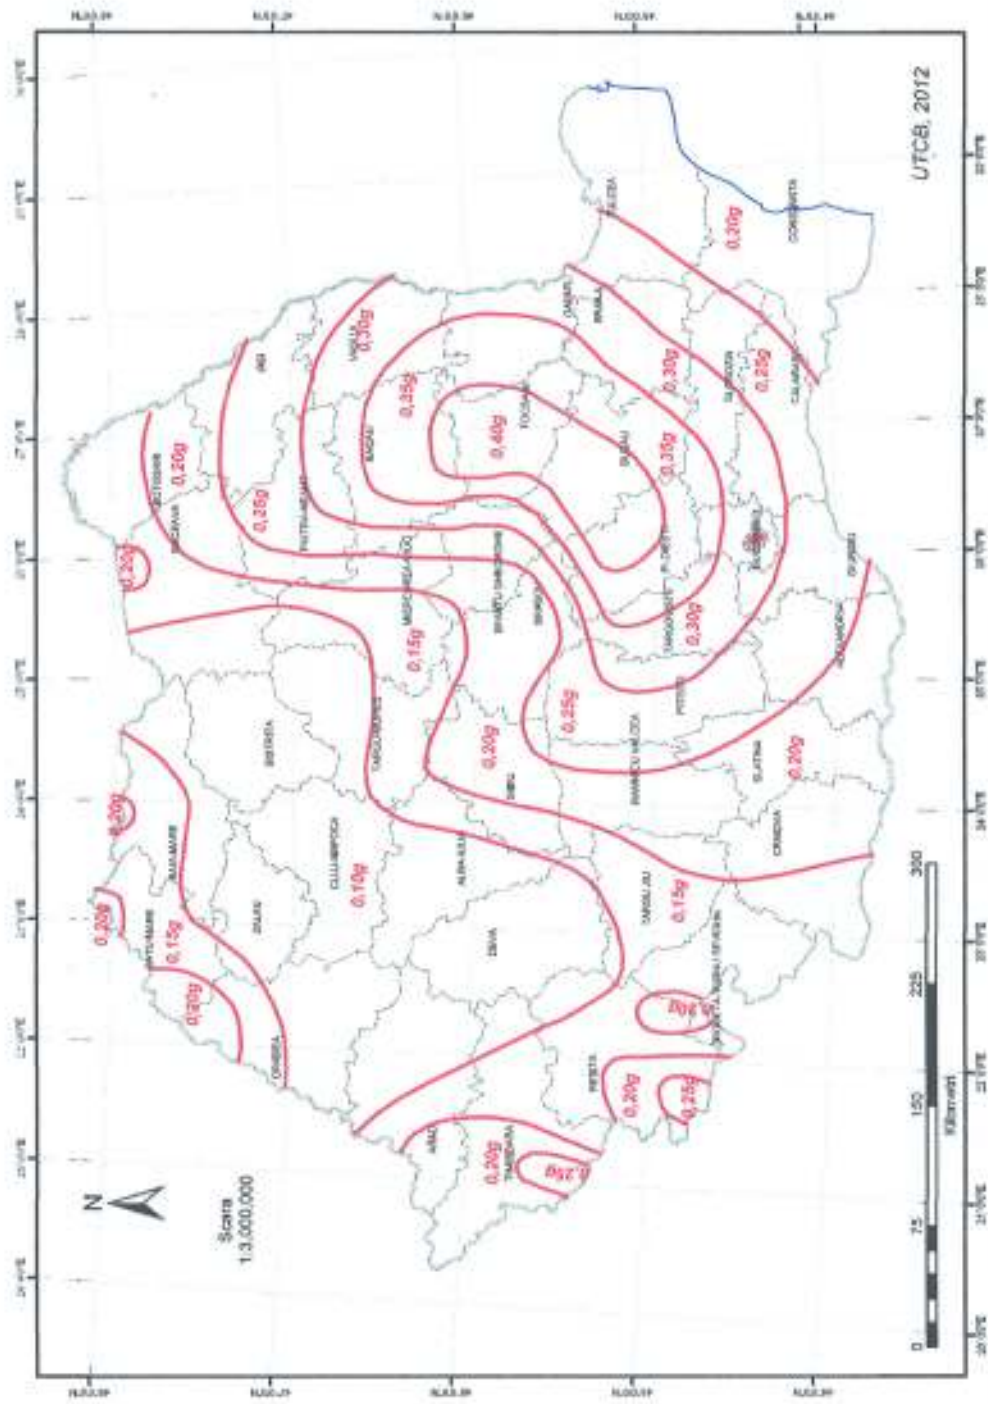 N
Scara
1:3.000.000
UTCB, 2012
0,20g
0,20g
0,20g
0,15g
0,20g
SATU MARE
BAIA MARE
ORADEA
ZALAU
BISTRITA
SUCEAVA
BOTOSANI
0,20g
0,25g
IASI
CLUJ-NAPOCA
0,10g
TARGU MURES
PIATRA NEAMT
VASLUI
0,30g
BACAU
0,35g
ARAD
DEVA
ALBA IULIA
0,15g
MIERCUREA CIUC
0,40g
FOCSANI
TIMISOARA
0,20g
0,25g
SIBIU
0,20g
SFANTU GHEORGHE
BRASOV
RESITA
0,20g
0,25g
TARGU JIU
0,15g
RAMNICU VALCEA
0,25g
PITESTI
TARGOVISTE
0,30g
PLOIESTI
BUZAU
0,35g
0,30g
GALATI
BRAILA
TULCEA
0,20g
SLOBOZIA
0,25g
CALARASI
CONSTANTA
BUCURESTI
GIURGIU
ALEXANDRIA
SLATINA
0,20g
CRAIOVA
0 75 150 225 300
Kilometri